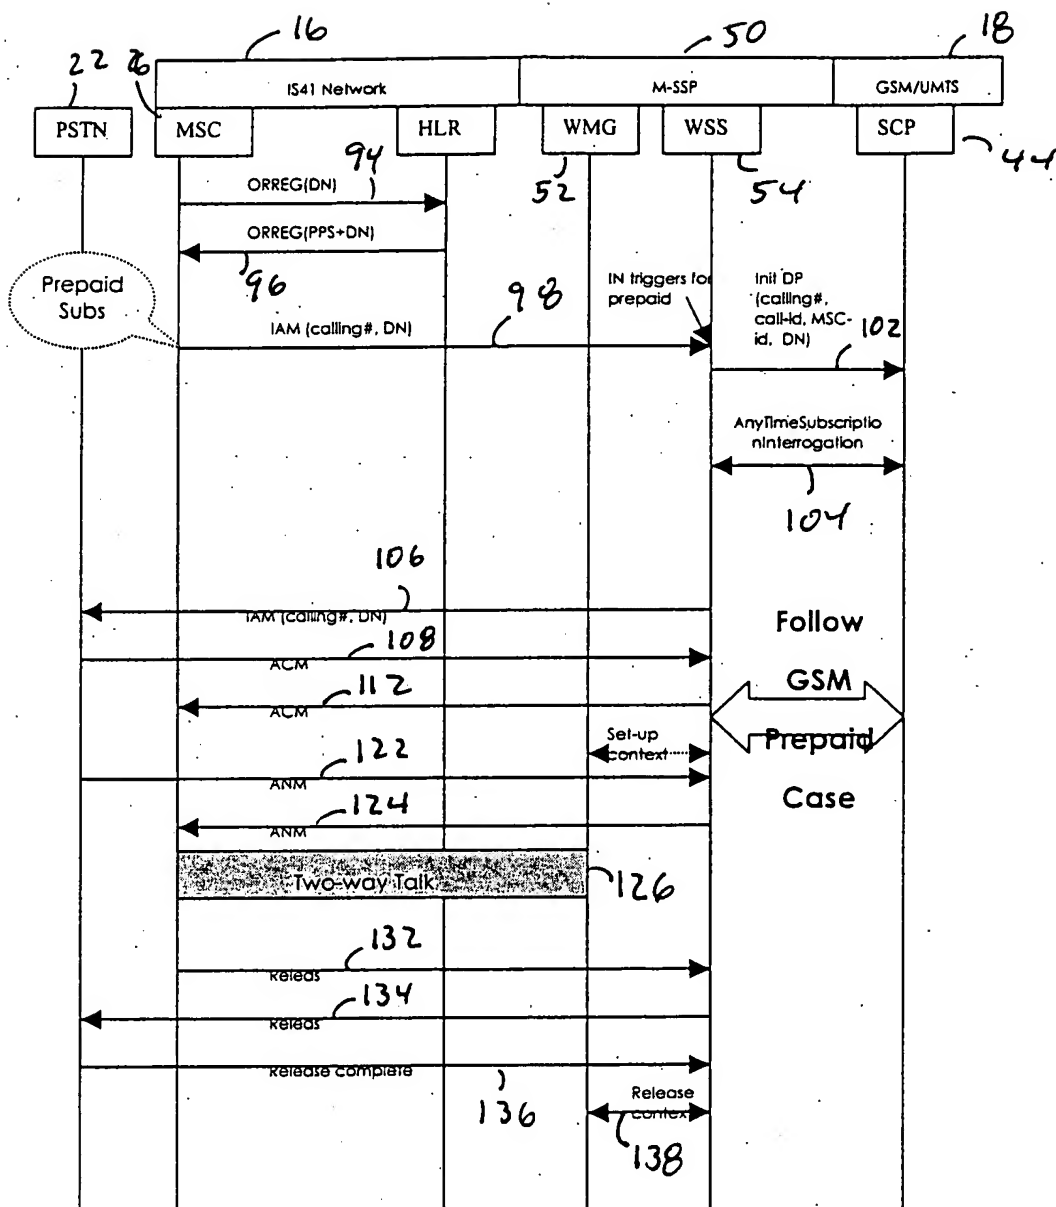 16
50
18
22
26
IS41 Network
M-SSP
GSM/UMTS
PSTN
MSC
HLR
WMG
WSS
SCP
94
52
54
44
ORREG(DN)
ORREG(PPS+DN)
96
Prepaid
Subs
IAM (calling#, DN)
98
IN triggers for
prepaid
Init DP
(calling#,
call-id, MSC-
id, DN)
102
AnyTimeSubscriptio
nInterrogation
104
106
IAM (calling#, DN)
108
ACM
112
ACM
Follow
GSM
Prepaid
Case
Set-up
context
122
ANM
124
ANM
Two-way Talk
126
132
Releas
134
Releas
Release complete
136
Release
context
138